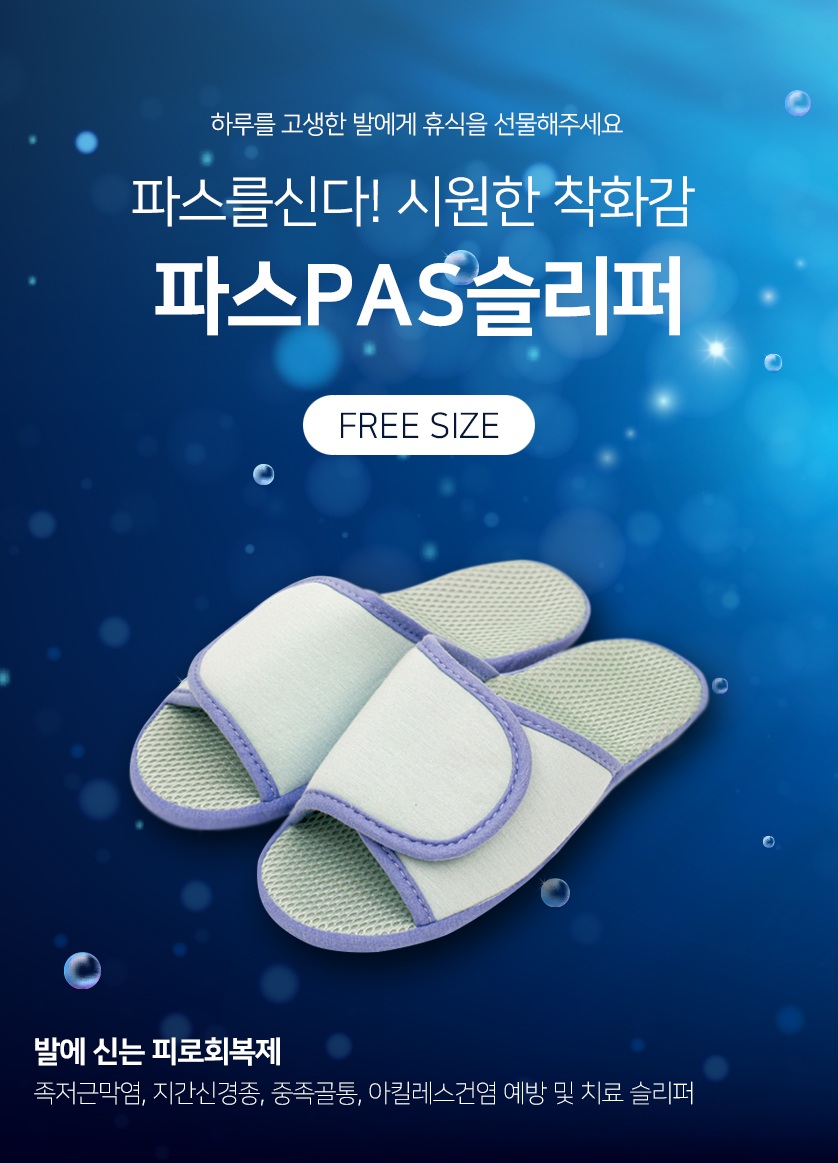 하루를 고생한 발에게 휴식을 선물해주세요
파스를신다! 시원한 착화감
파스PAS슬리퍼
FREE SIZE
발에 신는 피로회복제
족저근막염, 지간신경종, 중족골통, 아킬레스건염 예방 및 치료 슬리퍼